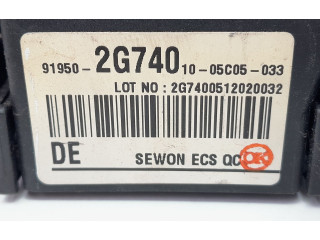 91950-2G740 10-05C05-033
LOT NO : 2G7400512020032
DE SEWON ECS QC OK